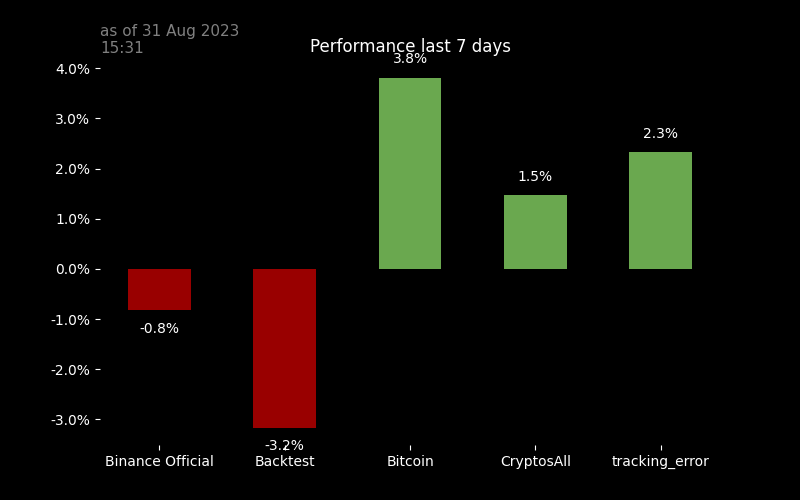 as of 31 Aug 2023
15:31
Performance last 7 days
4.0%
3.0%
2.0%
1.0%
0.0%
-1.0%
-2.0%
-3.0%
-0.8%
-3.2%
3.8%
1.5%
2.3%
Binance Official
Backtest
Bitcoin
CryptosAll
tracking_error